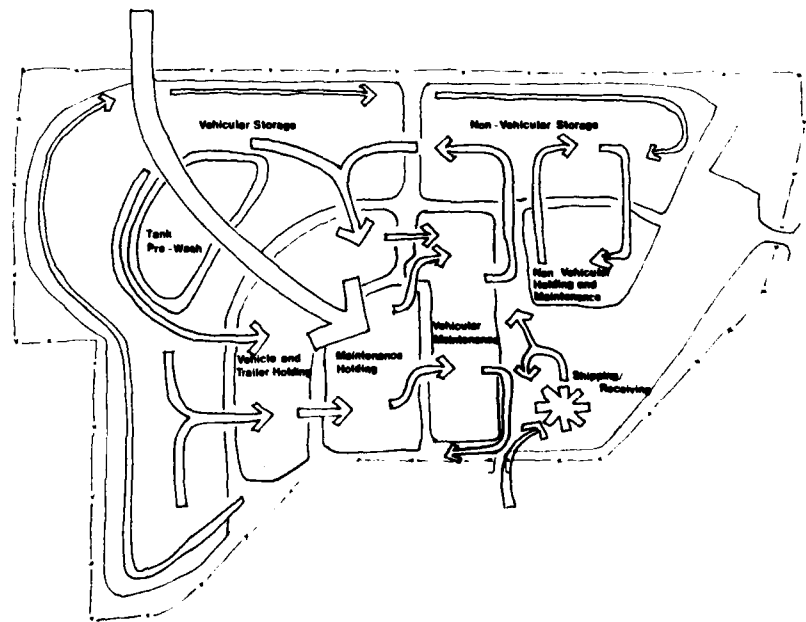 Vehicular Storage
Non-Vehicular Storage
Tank
Pre-Wash
Non Vehicular
Holding and
Maintenance
Vehicular
Maintenance
Vehicle and
Trailer Holding
Maintenance
Holding
Shipping/
Receiving